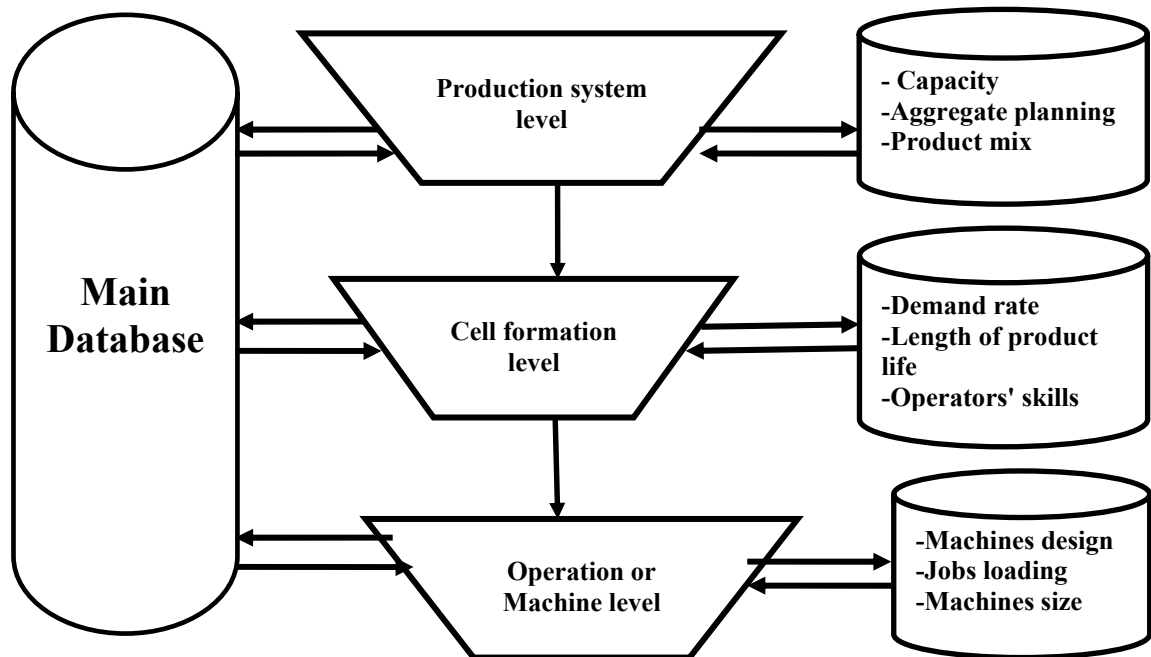 Main
Database
Production system
level
- Capacity
-Aggregate planning
-Product mix
Cell formation
level
-Demand rate
-Length of product
life
-Operators' skills
Operation or
Machine level
-Machines design
-Jobs loading
-Machines size